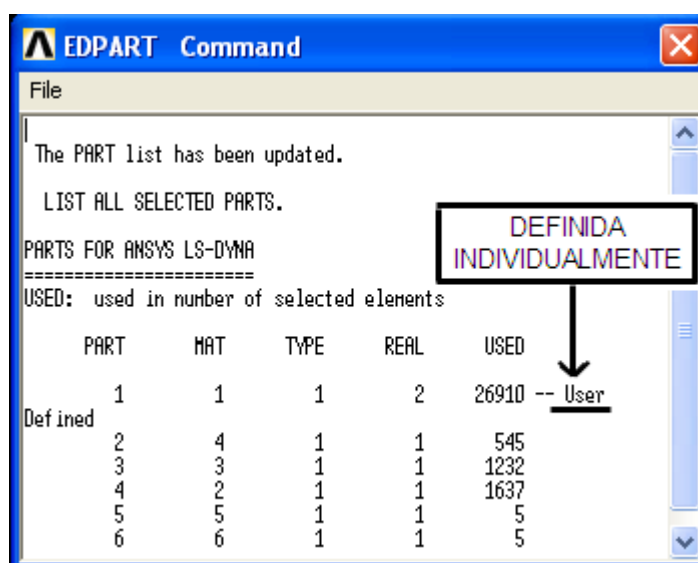 EDPART Command
File
The PART list has been updated.
LIST ALL SELECTED PARTS.
DEFINIDA
INDIVIDUALMENTE
PARTS FOR ANSYS LS-DYNA
=======================
USED: used in number of selected elements
PART MAT TYPE REAL USED
1 1 1 2 26910 -- User
Defined
2 4 1 1 545
3 3 1 1 1232
4 2 1 1 1637
5 5 1 1 5
6 6 1 1 5